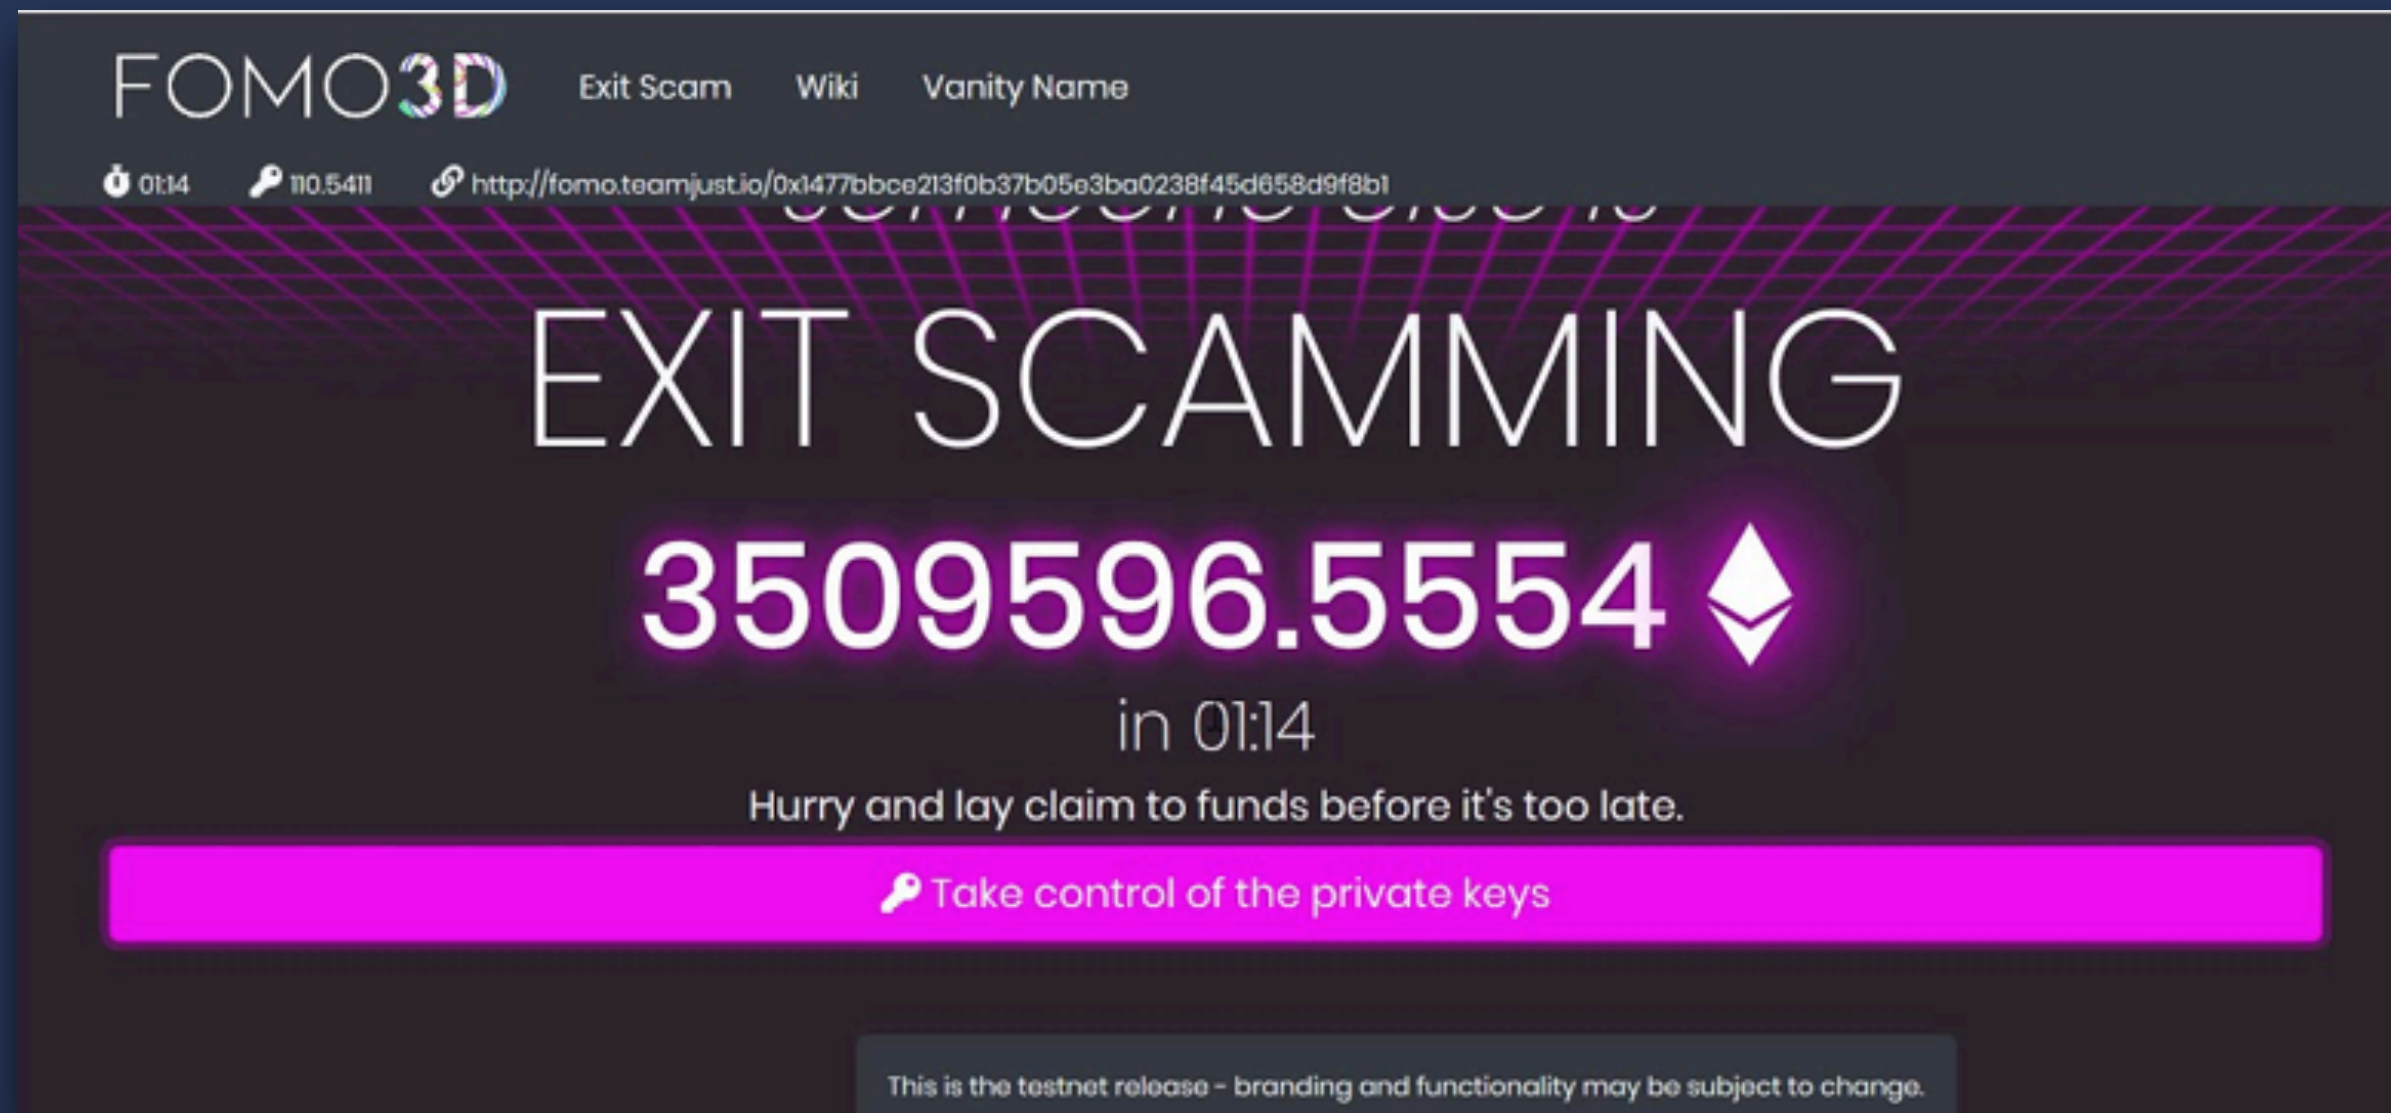 FOMO3D Exit Scam Wiki Vanity Name
01:14 110.5411 http://fomo.teamjust.io/0x1477bbce213f0b37b05e3ba0238f45d658d9f8b1
EXIT SCAMMING
3509596.5554
in 01:14
Hurry and lay claim to funds before it's too late.
Take control of the private keys
This is the testnet release - branding and functionality may be subject to change.